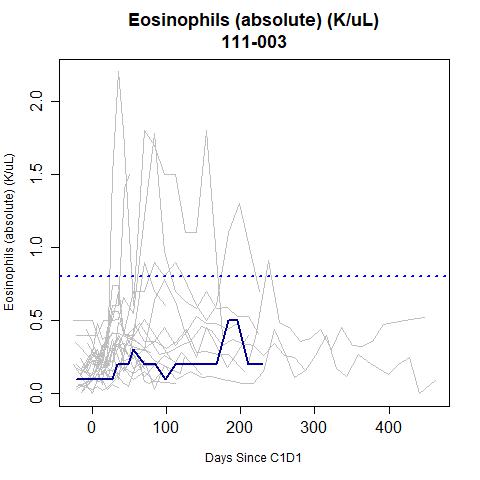 Eosinophils (absolute) (K/uL)
111-003
Eosinophils (absolute) (K/uL)
2.0
1.5
1.0
0.5
0.0
0 100 200 300 400
Days Since C1D1